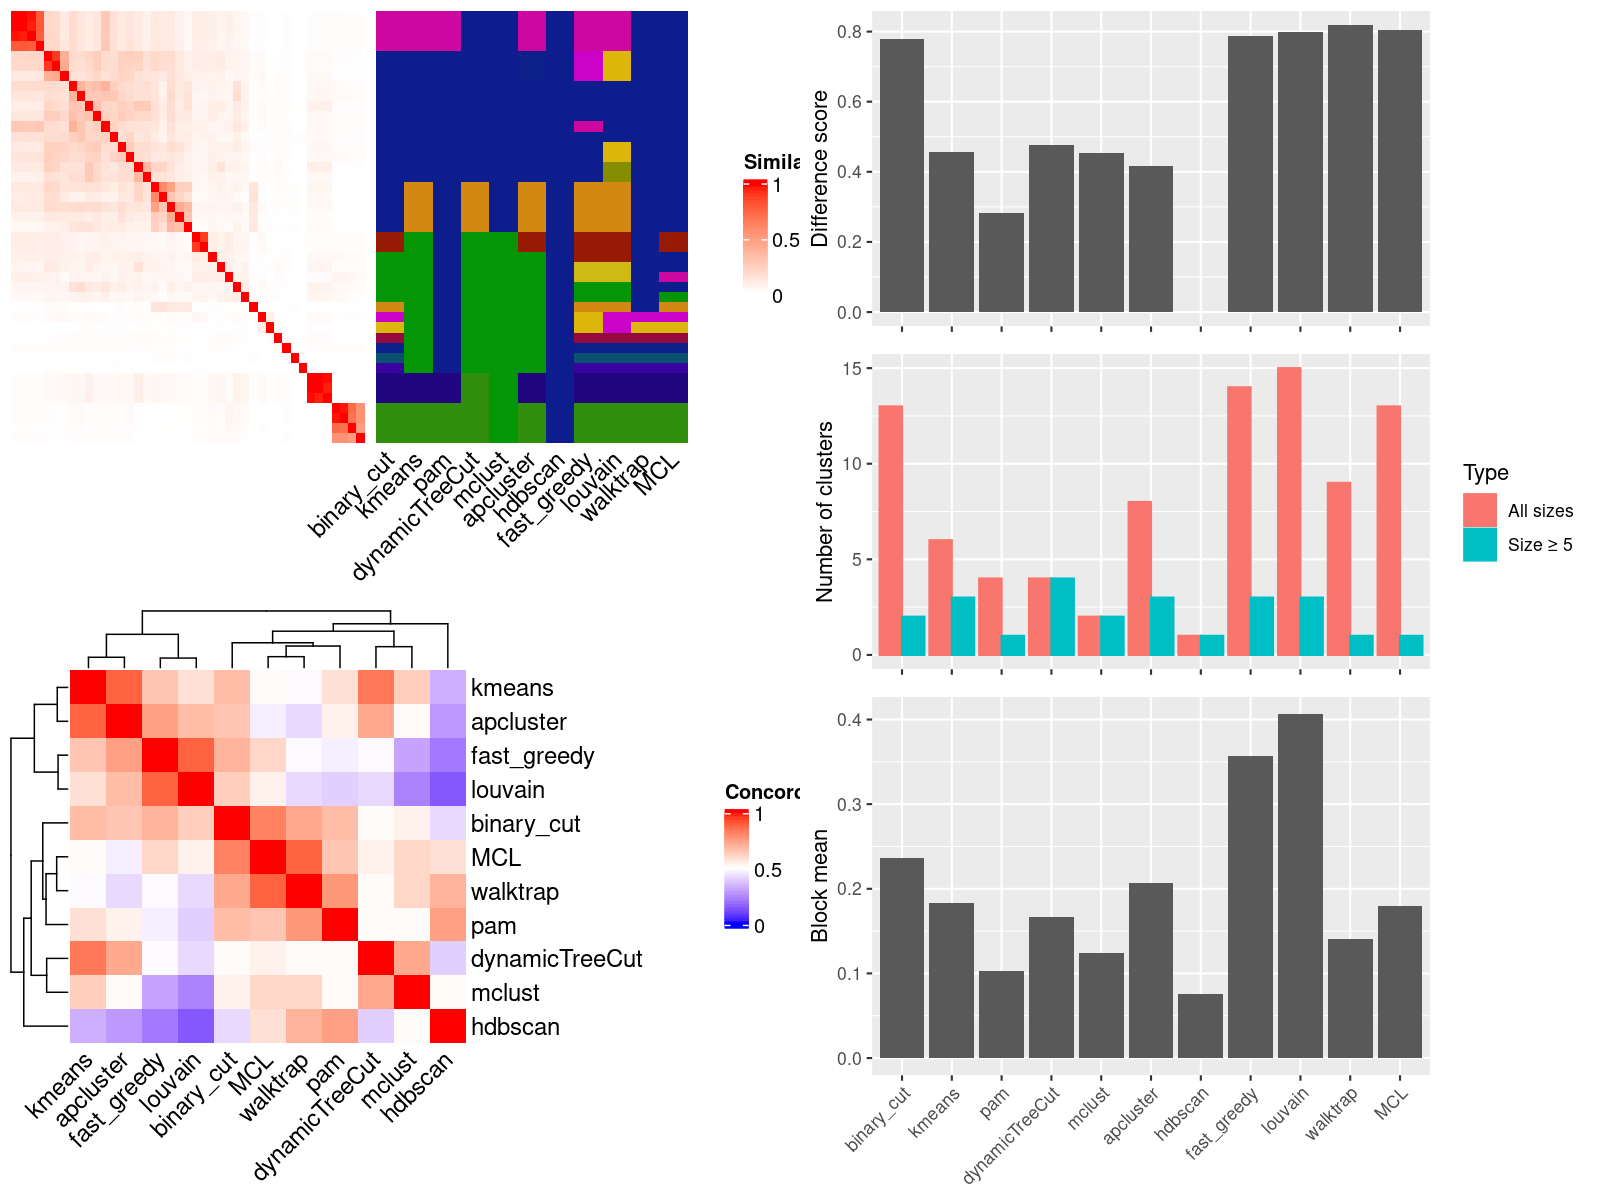 Simila
1
0.5
0
binary_cut
kmeans
pam
dynamicTreeCut
mclust
apcluster
hdbscan
fast_greedy
louvain
walktrap
MCL
Difference score
0.8
0.6
0.4
0.2
0.0
Number of clusters
15
10
5
0
Type
All sizes
Size ≥ 5
kmeans
apcluster
fast_greedy
louvain
binary_cut
MCL
walktrap
pam
dynamicTreeCut
mclust
hdbscan
kmeans
apcluster
fast_greedy
louvain
binary_cut
MCL
walktrap
pam
dynamicTreeCut
mclust
hdbscan
Concord
1
0.5
0
Block mean
0.4
0.3
0.2
0.1
0.0
binary_cut
kmeans
pam
dynamicTreeCut
mclust
apcluster
hdbscan
fast_greedy
louvain
walktrap
MCL